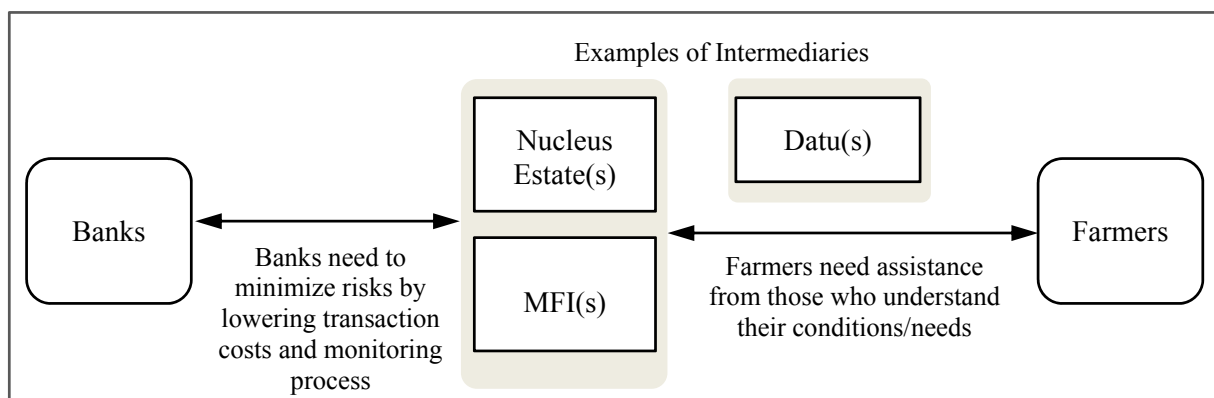 Examples of Intermediaries
Nucleus
Estate(s)
Datu(s)
Banks
Farmers
Banks need to
minimize risks by
lowering transaction
costs and monitoring
process
MFI(s)
Farmers need assistance
from those who understand
their conditions/needs